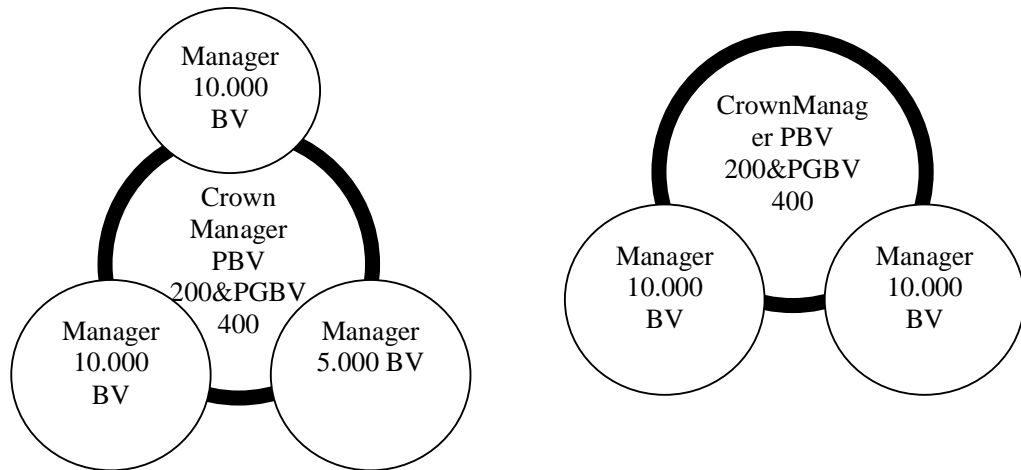 Manager
10.000
BV
Crown
Manager
PBV
200&PGBV
400
Manager
10.000
BV
Manager
5.000 BV
CrownManag
er PBV
200&PGBV
400
Manager
10.000
BV
Manager
10.000
BV